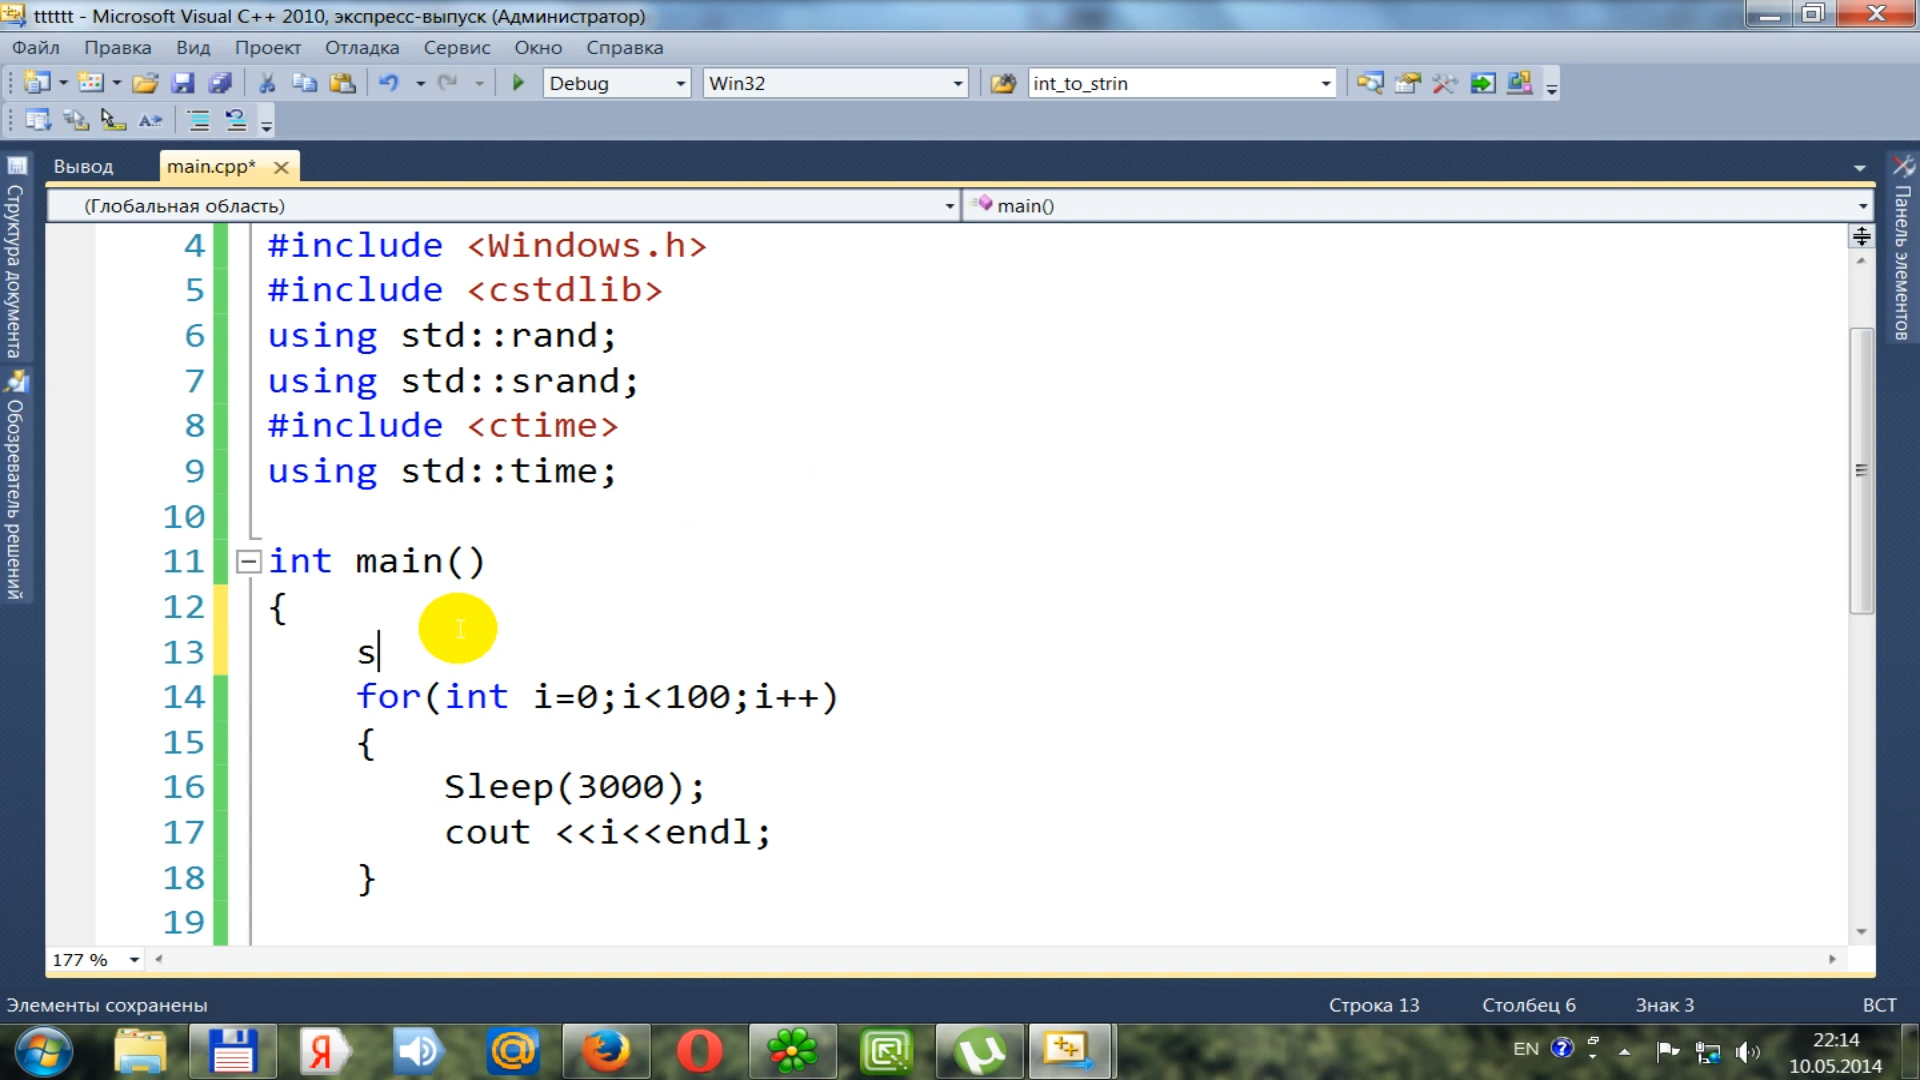 tttttt - Microsoft Visual C++ 2010, экспресс-выпуск (Администратор)
Файл Правка Вид Проект Отладка Сервис Окно Справка
Debug Win32 int_to_strin
Вывод main.cpp*
(Глобальная область) main()
Структура документа
Обозреватель решений
Панель элементов
4 #include <Windows.h>
5 #include <cstdlib>
6 using std::rand;
7 using std::srand;
8 #include <ctime>
9 using std::time;
10
11 int main()
12 {
13 s
14 for(int i=0;i<100;i++)
15 {
16 Sleep(3000);
17 cout <<i<<endl;
18 }
19
177 %
Элементы сохранены Строка 13 Столбец 6 Знак 3 ВСТ
EN 22:14
10.05.2014